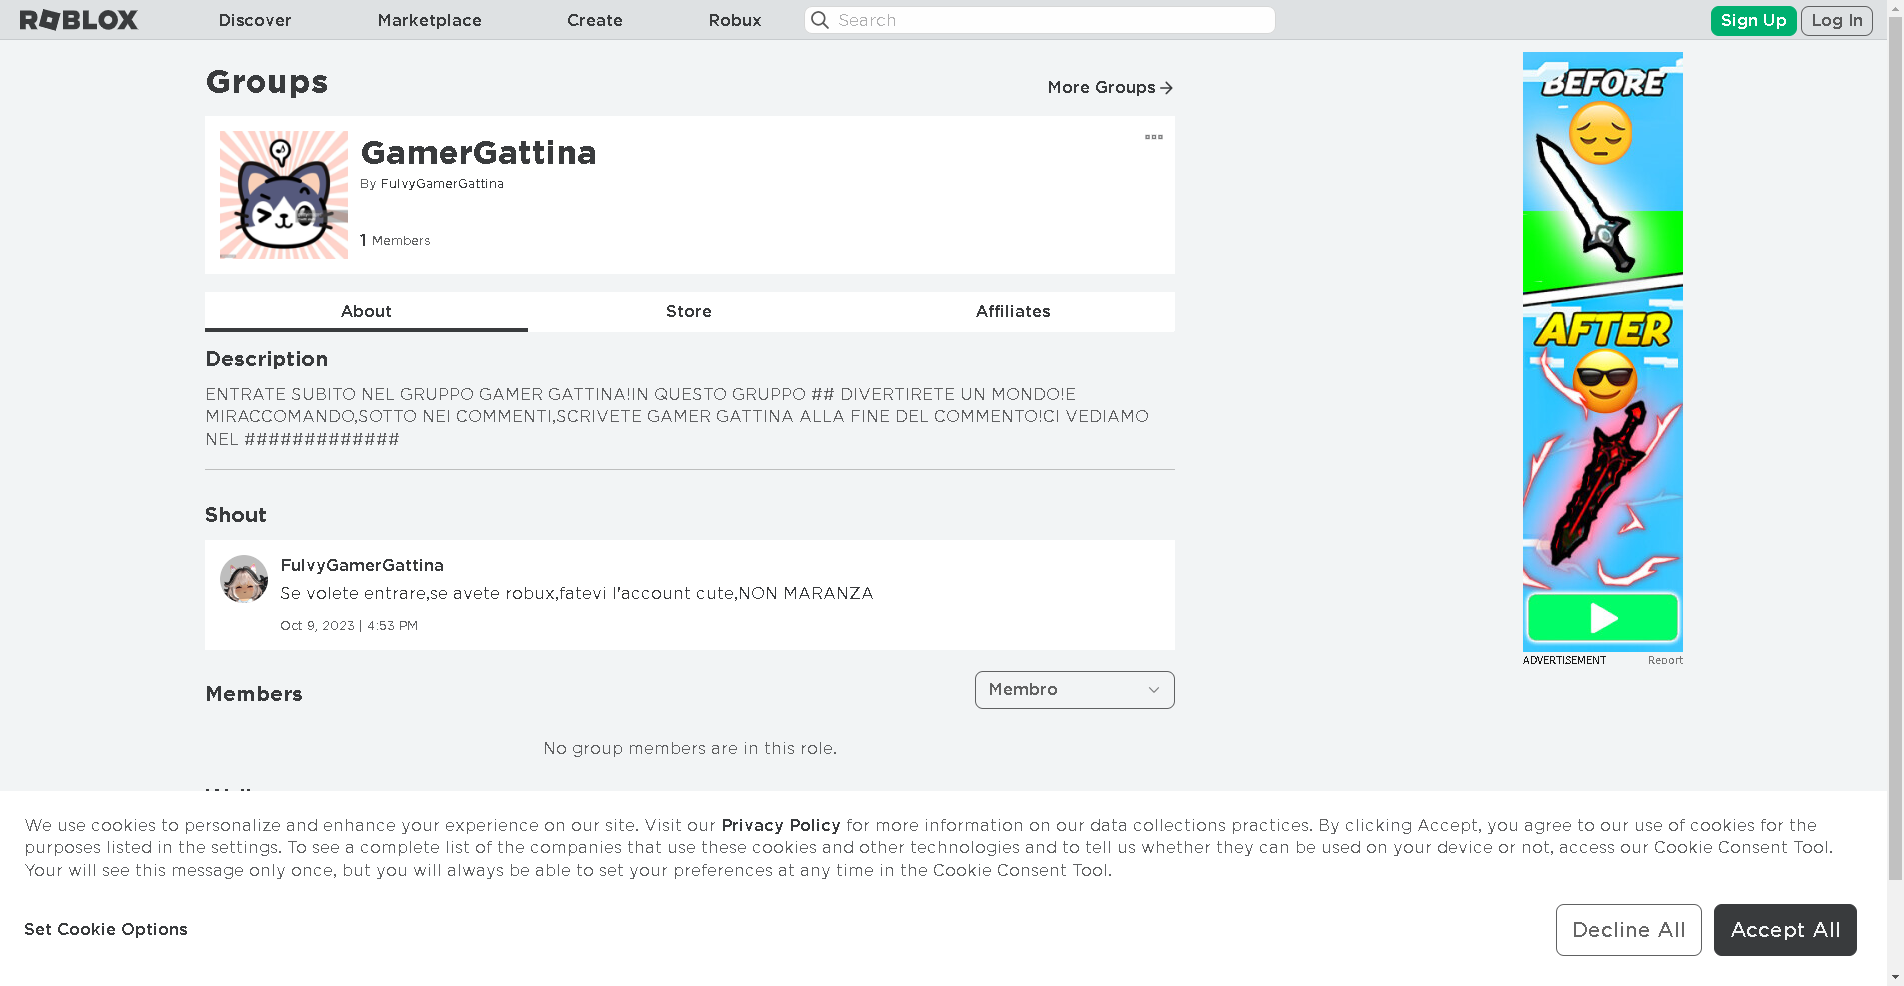 ROBLOX
Discover
Marketplace
Create
Robux
Search
Sign Up
Log In
Groups
More Groups
GamerGattina
By FulvyGamerGattina
1 Members
About
Store
Affiliates
Description
ENTRATE SUBITO NEL GRUPPO GAMER GATTINA!IN QUESTO GRUPPO ## DIVERTIRETE UN MONDO!E
MIRACCOMANDO,SOTTO NEI COMMENTI,SCRIVETE GAMER GATTINA ALLA FINE DEL COMMENTO!CI VEDIAMO
NEL #############
Shout
FulvyGamerGattina
Se volete entrare,se avete robux,fatevi l'account cute,NON MARANZA
Oct 9, 2023 | 4:53 PM
Members
Membro
No group members are in this role.
BEFORE
AFTER
ADVERTISEMENT
Report
We use cookies to personalize and enhance your experience on our site. Visit our Privacy Policy for more information on our data collections practices. By clicking Accept, you agree to our use of cookies for the
purposes listed in the settings. To see a complete list of the companies that use these cookies and other technologies and to tell us whether they can be used on your device or not, access our Cookie Consent Tool.
Your will see this message only once, but you will always be able to set your preferences at any time in the Cookie Consent Tool.
Set Cookie Options
Decline All
Accept All